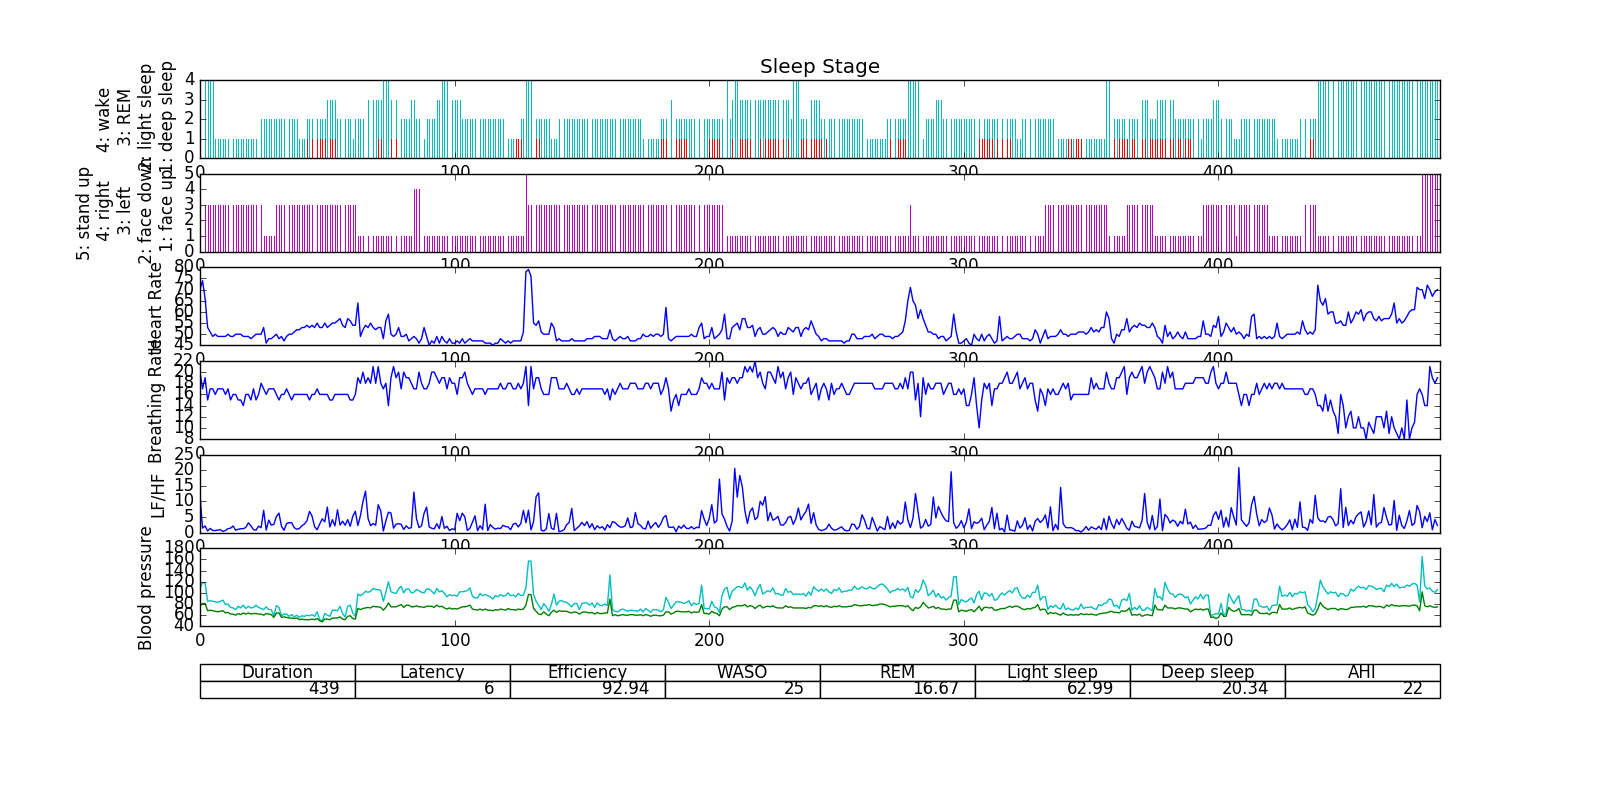 Sleep Stage
4: wake
3: REM
2: light sleep
1: deep sleep
4
3
2
1
0
0 100 200 300 400
5: stand up
4: right
3: left
2: face down
1: face up
5
4
3
2
1
0
0 100 200 300 400
Heart Rate
80
75
70
65
60
55
50
45
0 100 200 300 400
Breathing Rate
22
20
18
16
14
12
10
8
0 100 200 300 400
LF/HF
25
20
15
10
5
0
0 100 200 300 400
Blood pressure
180
160
140
120
100
80
60
40
0 100 200 300 400
Duration Latency Efficiency WASO REM Light sleep Deep sleep AHI
439 6 92.94 25 16.67 62.99 20.34 22